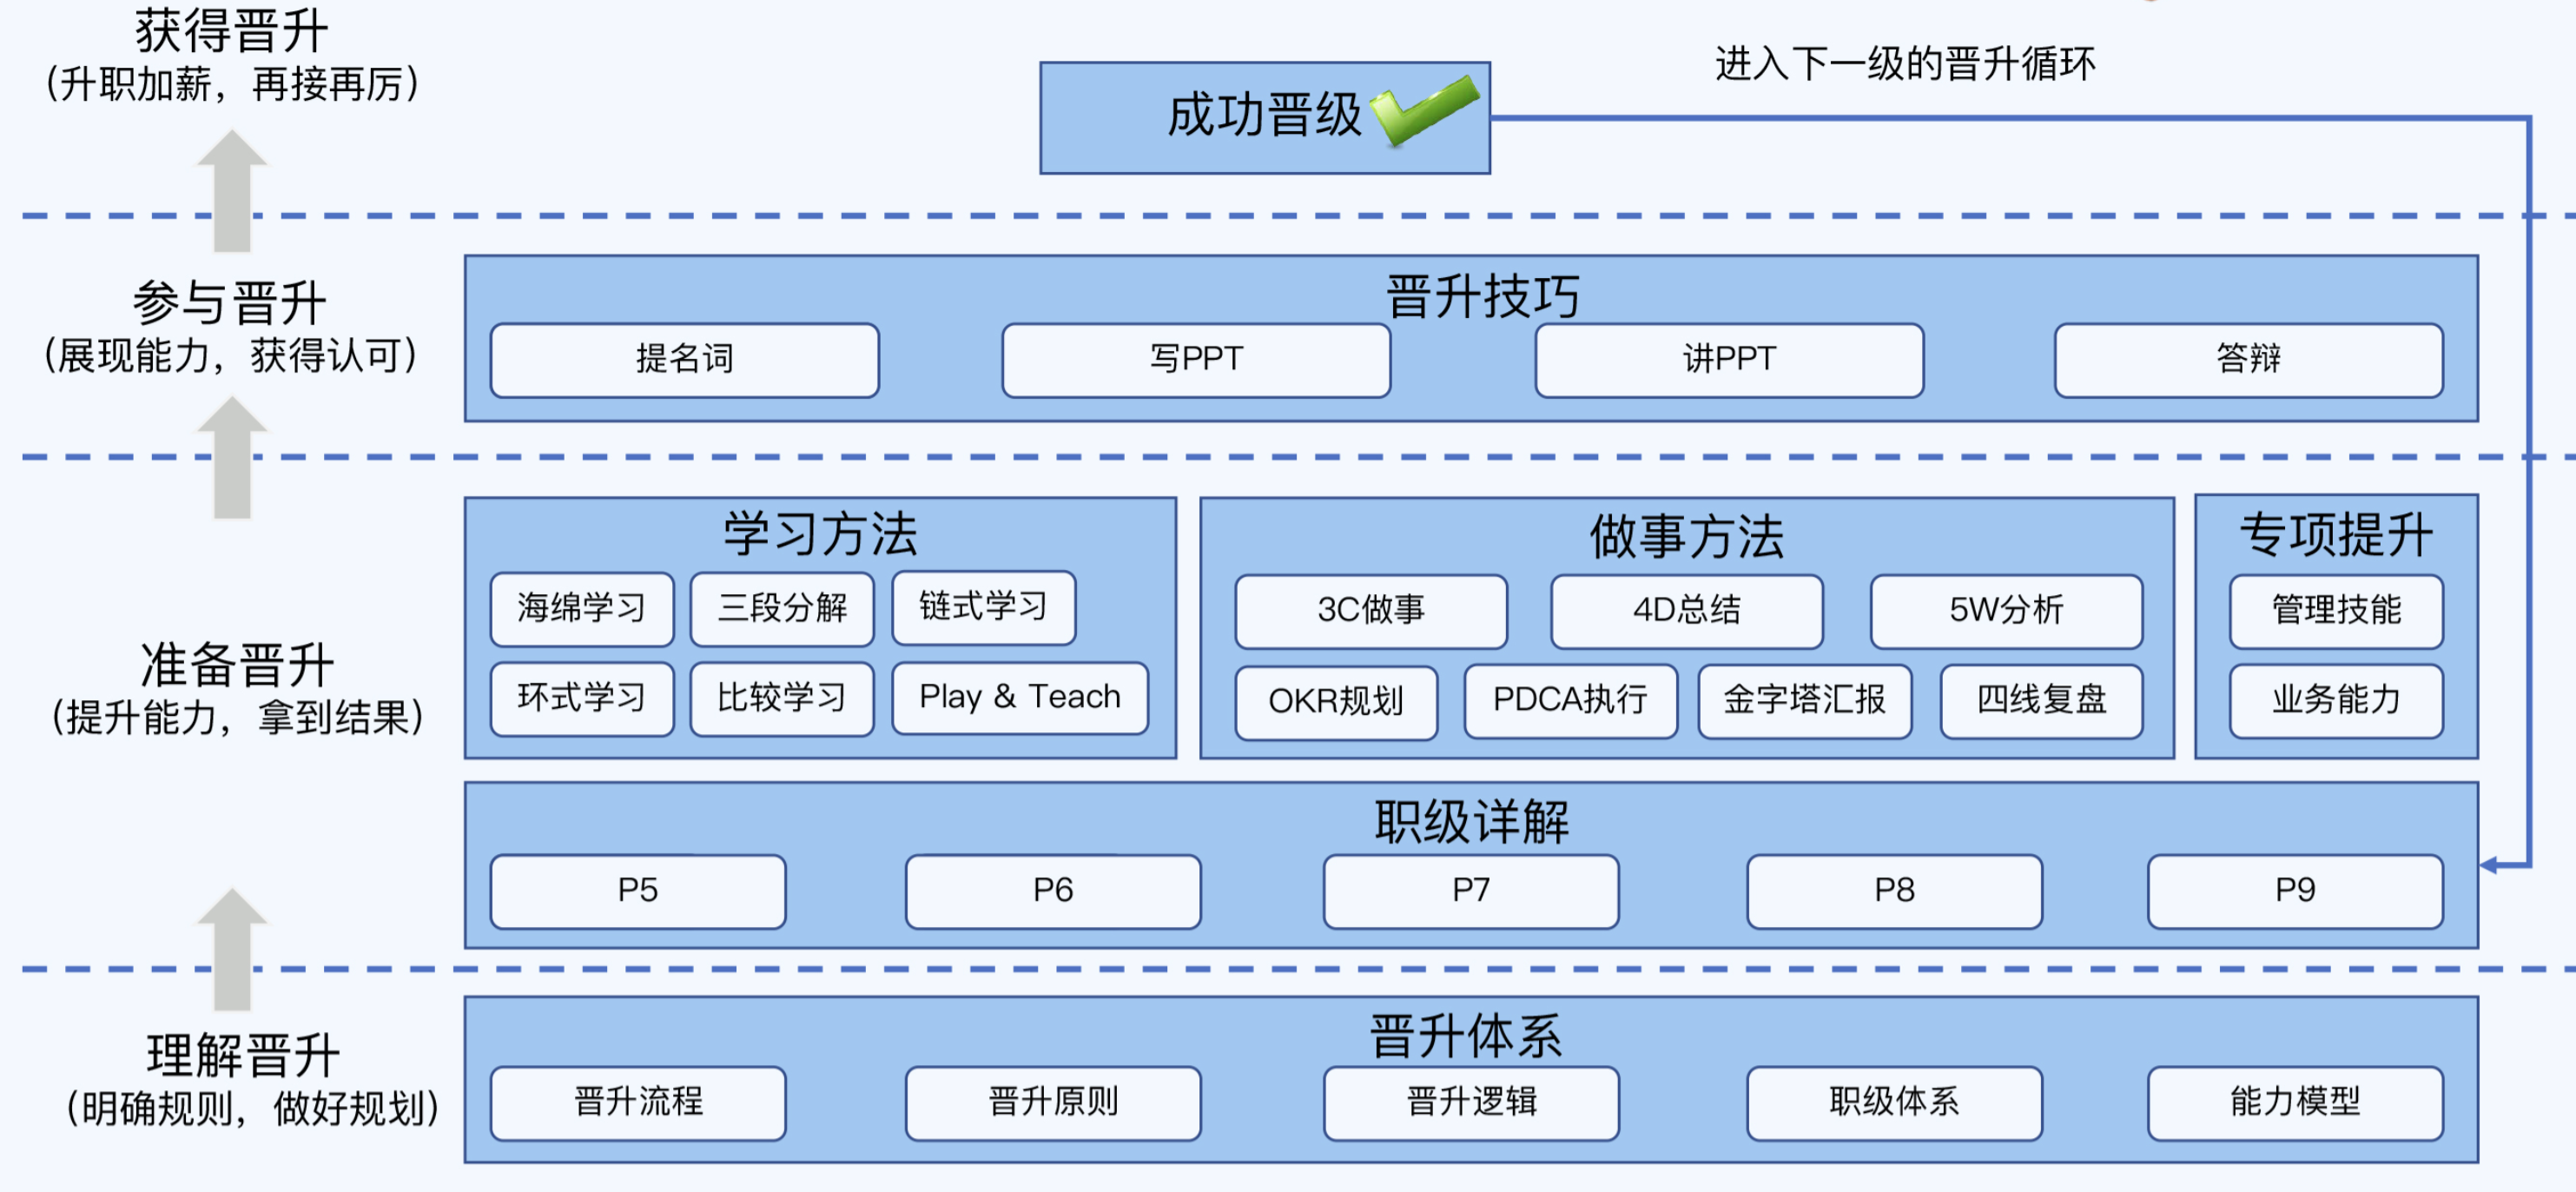 获得晋升
（升职加薪，再接再厉）
成功晋级
进入下一级的晋升循环
参与晋升
（展现能力，获得认可）
晋升技巧
提名词
写PPT
讲PPT
答辩
准备晋升
（提升能力，拿到结果）
学习方法
海绵学习
三段分解
链式学习
环式学习
比较学习
Play & Teach
做事方法
3C做事
4D总结
5W分析
OKR规划
PDCA执行
金字塔汇报
四线复盘
专项提升
管理技能
业务能力
职级详解
P5
P6
P7
P8
P9
理解晋升
（明确规则，做好规划）
晋升体系
晋升流程
晋升原则
晋升逻辑
职级体系
能力模型